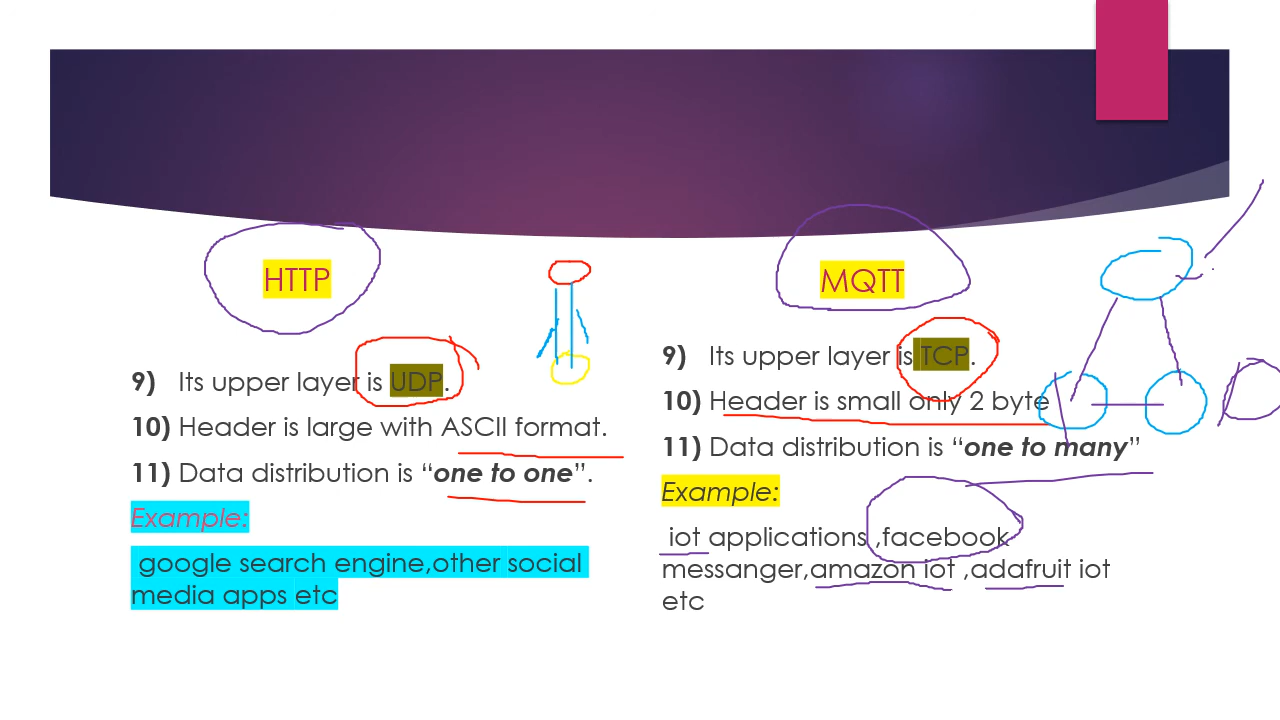 HTTP
9) Its upper layer is UDP.
10) Header is large with ASCII format.
11) Data distribution is “one to one”.
Example:
google search engine,other social
media apps etc
MQTT
9) Its upper layer is TCP.
10) Header is small only 2 byte
11) Data distribution is “one to many”
Example:
iot applications ,facebook
messanger,amazon iot ,adafruit iot
etc